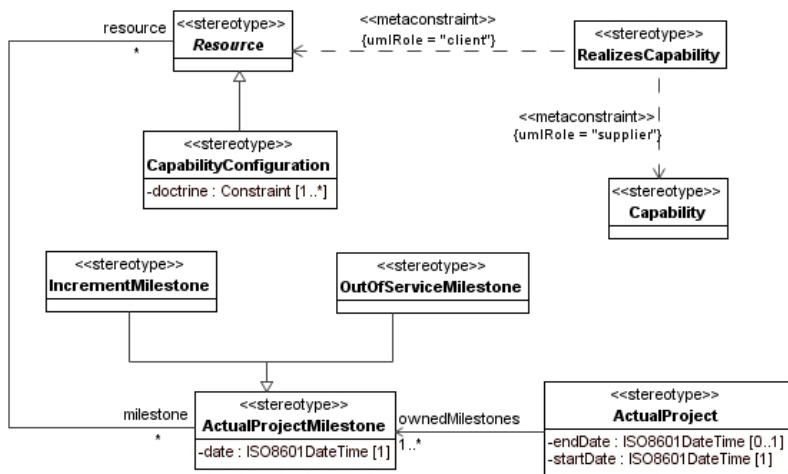 <<stereotype>>
Resource
resource
*
<<metaconstraint>>
{umlRole = "client"}
<<stereotype>>
RealizesCapability
<<metaconstraint>>
{umlRole = "supplier"}
<<stereotype>>
CapabilityConfiguration
-doctrine : Constraint [1..*]
<<stereotype>>
Capability
<<stereotype>>
IncrementMilestone
<<stereotype>>
OutOfServiceMilestone
milestone
*
<<stereotype>>
ActualProjectMilestone
-date : ISO8601DateTime [1]
ownedMilestones
1..*
<<stereotype>>
ActualProject
-endDate : ISO8601DateTime [0..1]
-startDate : ISO8601DateTime [1]